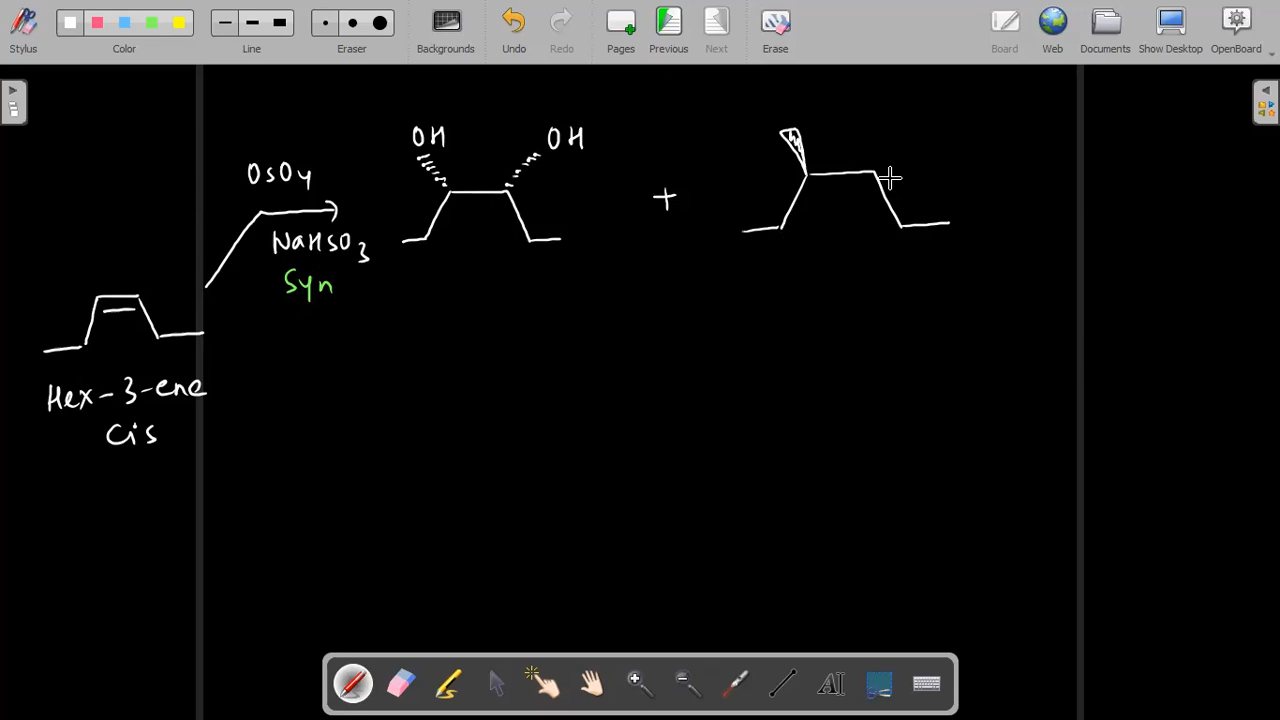 Stylus Color Line Eraser Backgrounds Undo Redo Pages Previous Next Erase Board Web Documents Show Desktop OpenBoard
OH OH
OsO4
+
NaHSO3
Syn
Hex-3-ene
Cis
AI